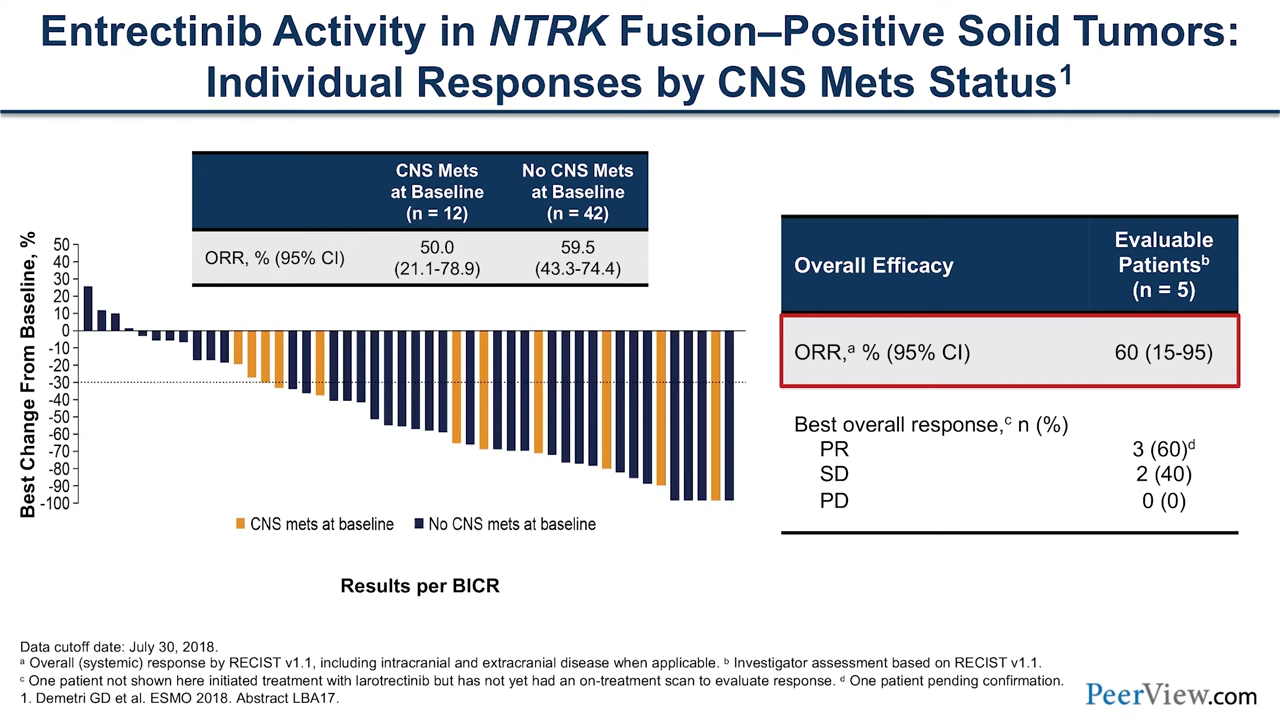 Entrectinib Activity in NTRK Fusion–Positive Solid Tumors:
Individual Responses by CNS Mets Status1
CNS Mets
at Baseline
(n = 12)
No CNS Mets
at Baseline
(n = 42)
ORR, % (95% CI)
50.0
(21.1-78.9)
59.5
(43.3-74.4)
Best Change From Baseline, %
50
40
30
20
10
0
-10
-20
-30
-40
-50
-60
-70
-80
-90
-100
CNS mets at baseline
No CNS mets at baseline
Results per BICR
Overall Efficacy
Evaluable
Patientsb
(n = 5)
ORR,a % (95% CI)
60 (15-95)
Best overall response,c n (%)
PR
3 (60)d
SD
2 (40)
PD
0 (0)
Data cutoff date: July 30, 2018.
a Overall (systemic) response by RECIST v1.1, including intracranial and extracranial disease when applicable. b Investigator assessment based on RECIST v1.1.
c One patient not shown here initiated treatment with larotrectinib but has not yet had an on-treatment scan to evaluate response. d One patient pending confirmation.
1. Demetri GD et al. ESMO 2018. Abstract LBA17.
PeerView.com